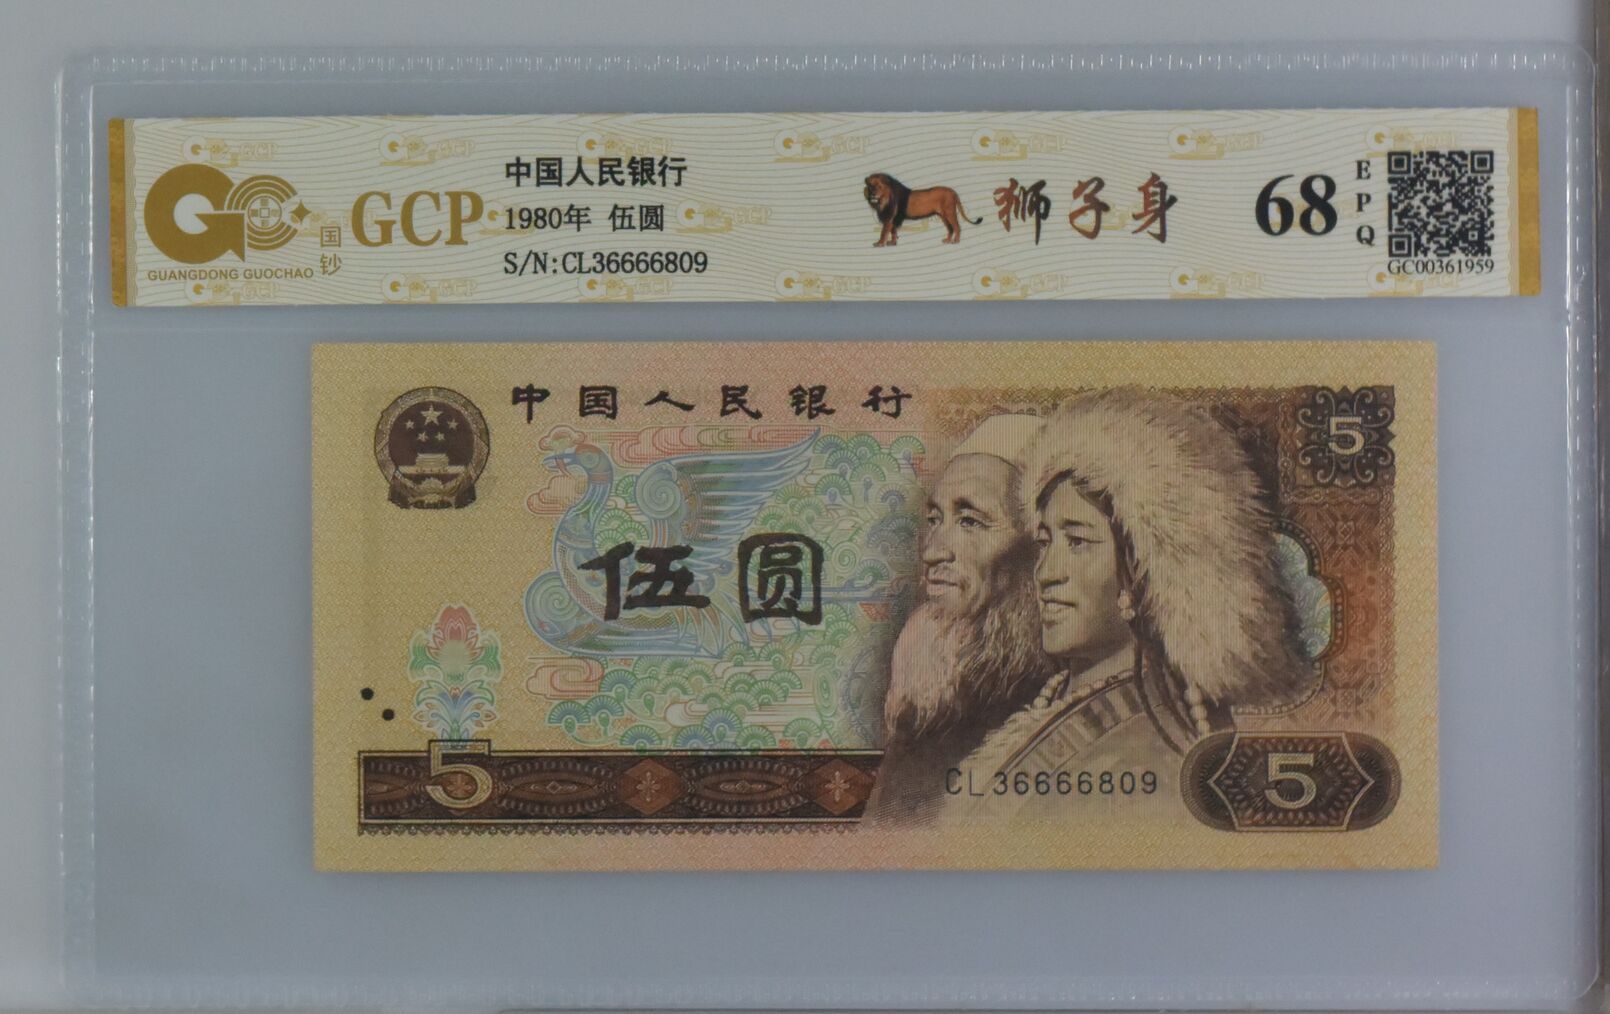 GCP
国钞
GUANGDONG GUOCHAO
中国人民银行
1980年 伍圆
S/N:CL36666809
狮子身
68
EPQ
GC00361959
中国人民银行
5
伍圆
5
CL36666809
5